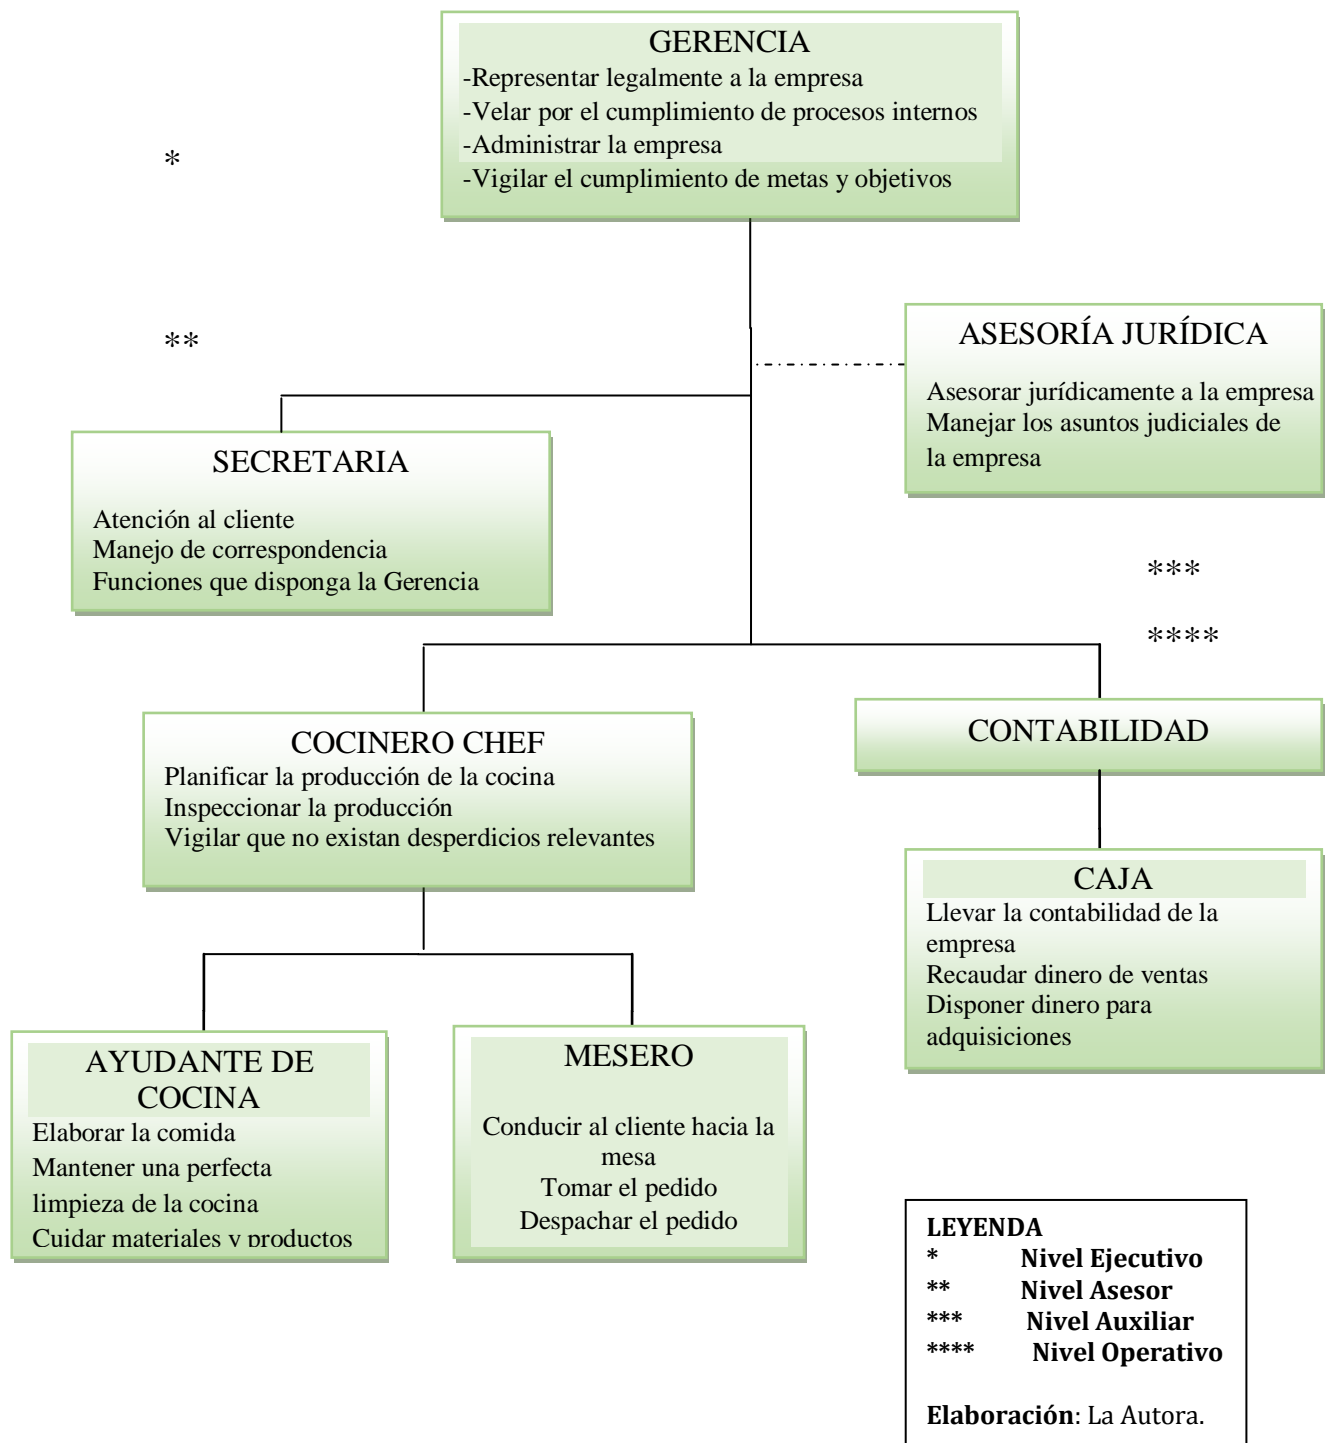 GERENCIA
-Representar legalmente a la empresa
-Velar por el cumplimiento de procesos internos
-Administrar la empresa
-Vigilar el cumplimiento de metas y objetivos
*
**
ASESORÍA JURÍDICA
Asesorar jurídicamente a la empresa
Manejar los asuntos judiciales de
la empresa
SECRETARIA
Atención al cliente
Manejo de correspondencia
Funciones que disponga la Gerencia
***
****
COCINERO CHEF
Planificar la producción de la cocina
Inspeccionar la producción
Vigilar que no existan desperdicios relevantes
CONTABILIDAD
CAJA
Llevar la contabilidad de la
empresa
Recaudar dinero de ventas
Disponer dinero para
adquisiciones
AYUDANTE DE
COCINA
Elaborar la comida
Mantener una perfecta
limpieza de la cocina
Cuidar materiales y productos
MESERO
Conducir al cliente hacia la
mesa
Tomar el pedido
Despachar el pedido
LEYENDA
* Nivel Ejecutivo
** Nivel Asesor
*** Nivel Auxiliar
**** Nivel Operativo
Elaboración: La Autora.